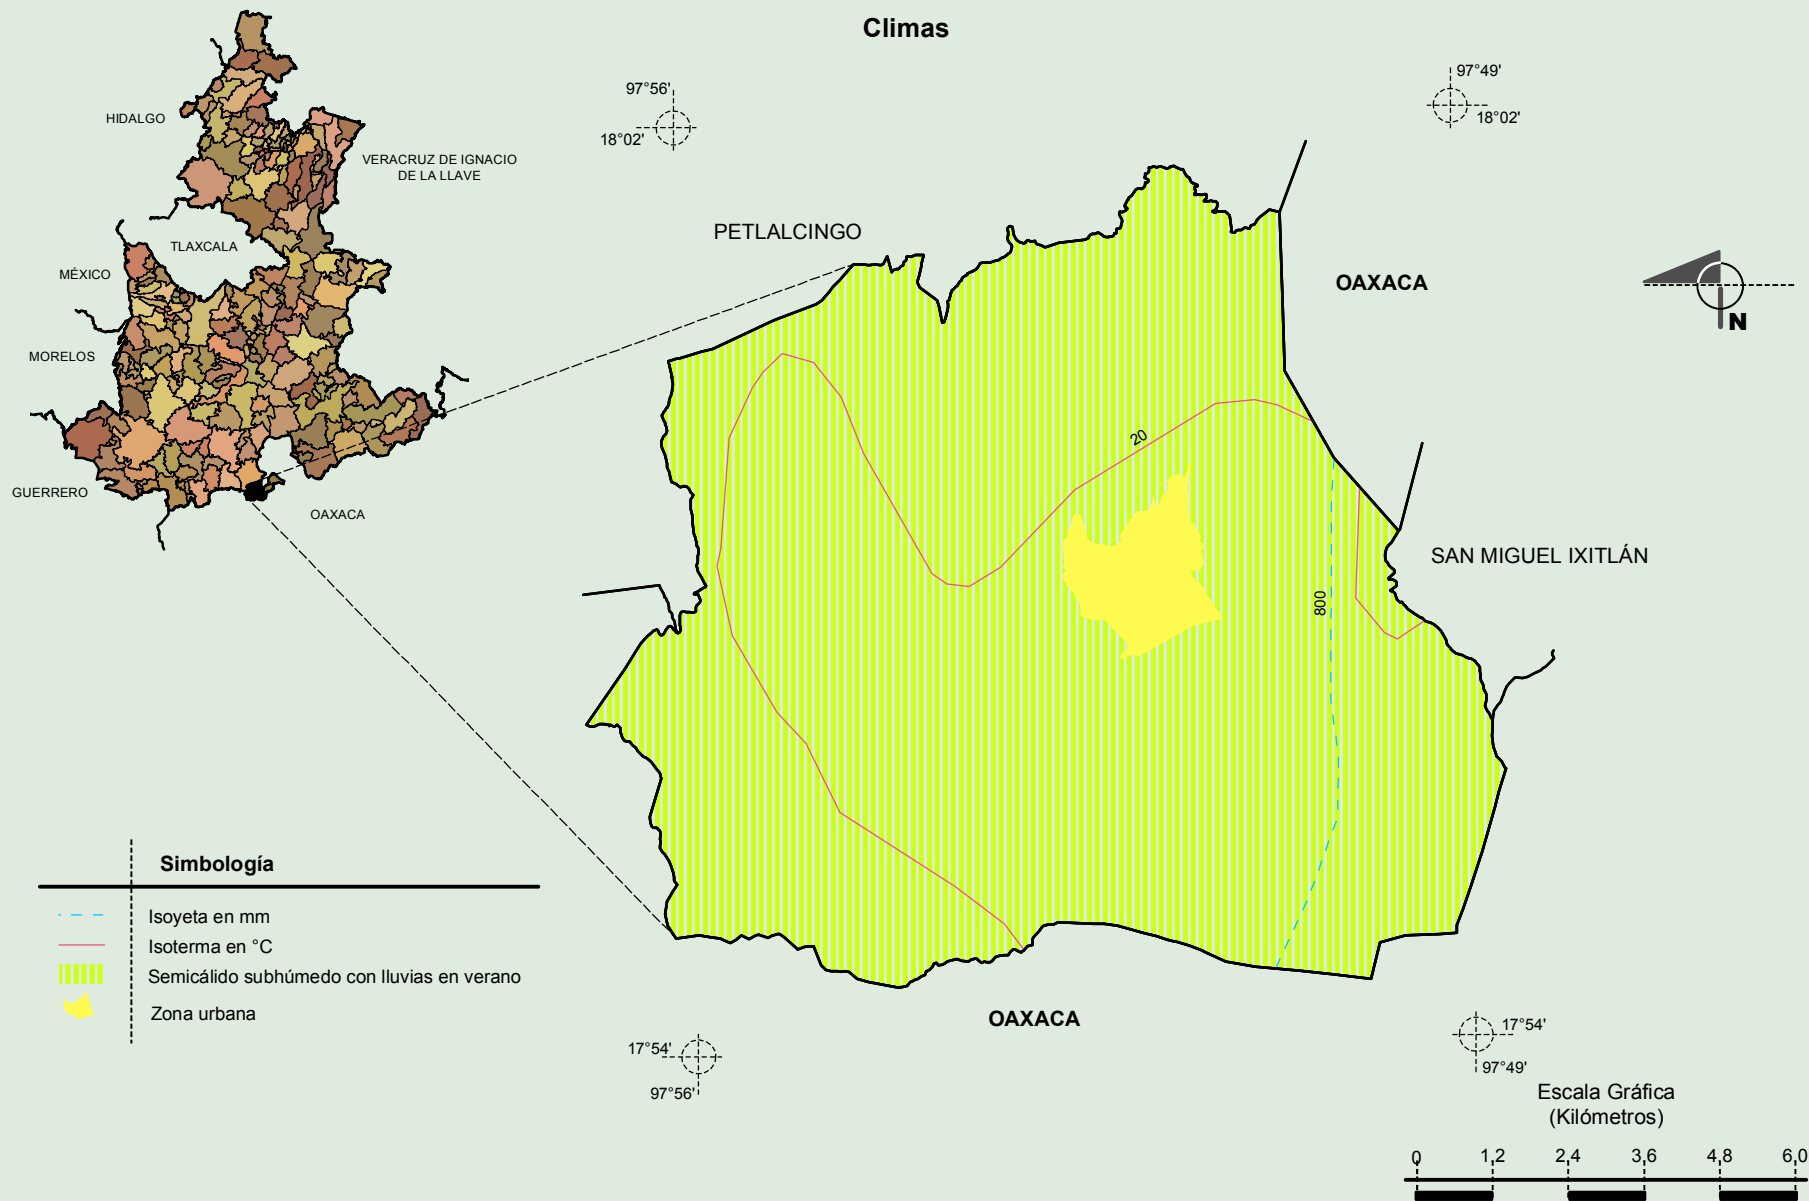 Climas
97°56'
18°02'
97°49'
18°02'
HIDALGO
VERACRUZ DE IGNACIO
DE LA LLAVE
TLAXCALA
MÉXICO
MORELOS
GUERRERO
OAXACA
PETLALCINGO
OAXACA
N
20
800
SAN MIGUEL IXITLÁN
OAXACA
Simbología
Isoyeta en mm
Isoterma en °C
Semicálido subhúmedo con lluvias en verano
Zona urbana
17°54'
97°56'
17°54'
97°49'
Escala Gráfica
(Kilómetros)
0 1,2 2,4 3,6 4,8 6,0